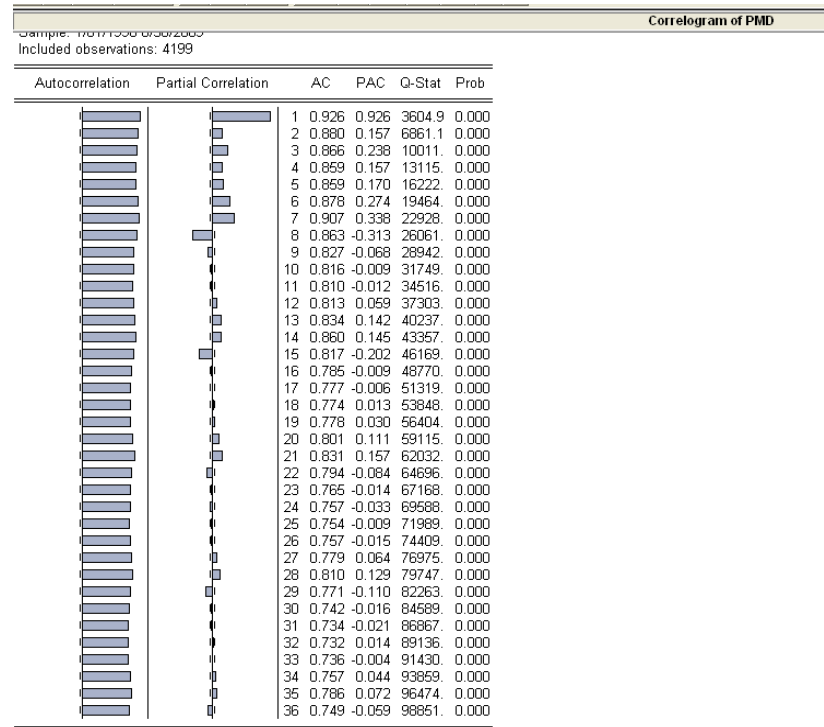 Correlogram of PMD
Included observations: 4199
Autocorrelation Partial Correlation AC PAC Q-Stat Prob
1 0.926 0.926 3604.9 0.000
2 0.880 0.157 6861.1 0.000
3 0.866 0.238 10011. 0.000
4 0.859 0.157 13115. 0.000
5 0.859 0.170 16222. 0.000
6 0.878 0.274 19464. 0.000
7 0.907 0.338 22928. 0.000
8 0.863 -0.313 26061. 0.000
9 0.827 -0.068 28942. 0.000
10 0.816 -0.009 31749. 0.000
11 0.810 -0.012 34516. 0.000
12 0.813 0.059 37303. 0.000
13 0.834 0.142 40237. 0.000
14 0.860 0.145 43357. 0.000
15 0.817 -0.202 46169. 0.000
16 0.785 -0.009 48770. 0.000
17 0.777 -0.006 51319. 0.000
18 0.774 0.013 53848. 0.000
19 0.778 0.030 56404. 0.000
20 0.801 0.111 59115. 0.000
21 0.831 0.157 62032. 0.000
22 0.794 -0.084 64696. 0.000
23 0.765 -0.014 67168. 0.000
24 0.757 -0.033 69588. 0.000
25 0.754 -0.009 71989. 0.000
26 0.757 -0.015 74409. 0.000
27 0.779 0.064 76975. 0.000
28 0.810 0.129 79747. 0.000
29 0.771 -0.110 82263. 0.000
30 0.742 -0.016 84589. 0.000
31 0.734 -0.021 86867. 0.000
32 0.732 0.014 89136. 0.000
33 0.736 -0.004 91430. 0.000
34 0.757 0.044 93859. 0.000
35 0.786 0.072 96474. 0.000
36 0.749 -0.059 98851. 0.000